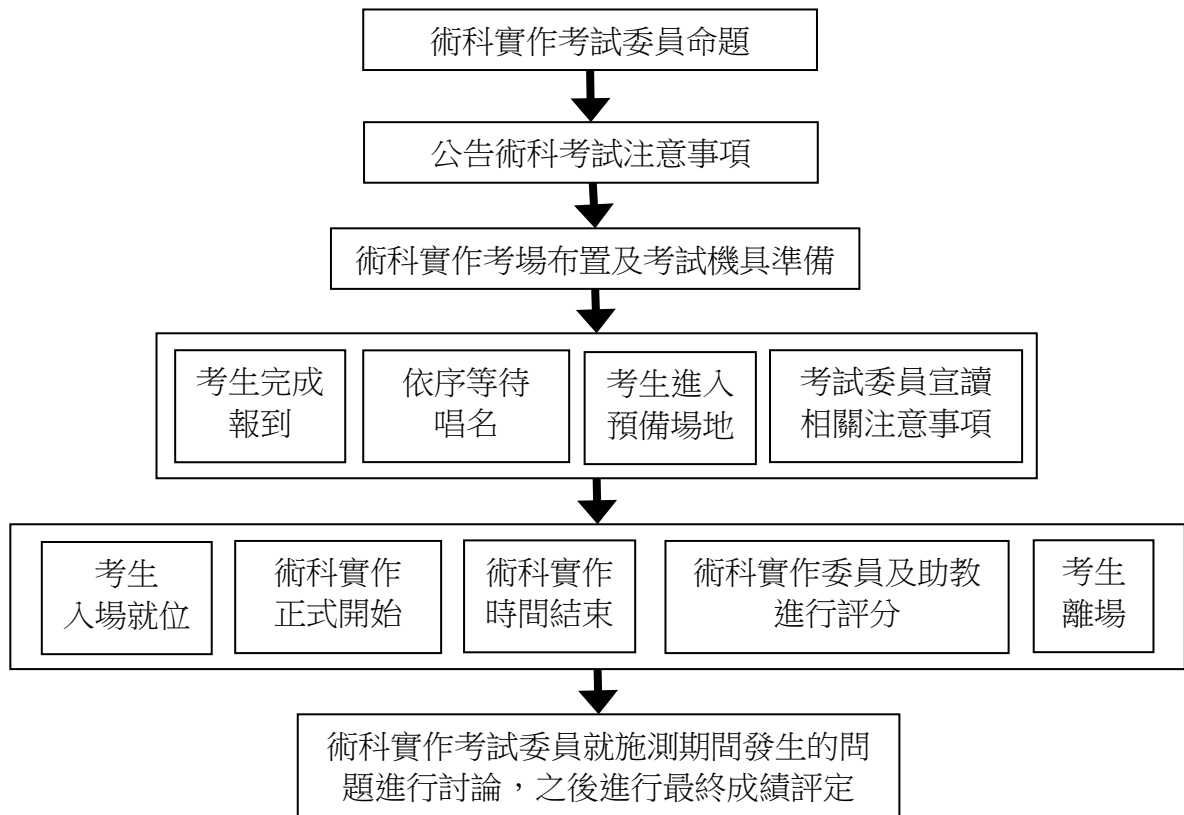 術科實作考試委員命題
公告術科考試注意事項
術科實作考場布置及考試機具準備
考生完成
報到
依序等待
唱名
考生進入
預備場地
考試委員宣讀
相關注意事項
考生
入場就位
術科實作
正式開始
術科實作
時間結束
術科實作委員及助教
進行評分
考生
離場
術科實作考試委員就施測期間發生的問
題進行討論，之後進行最終成績評定